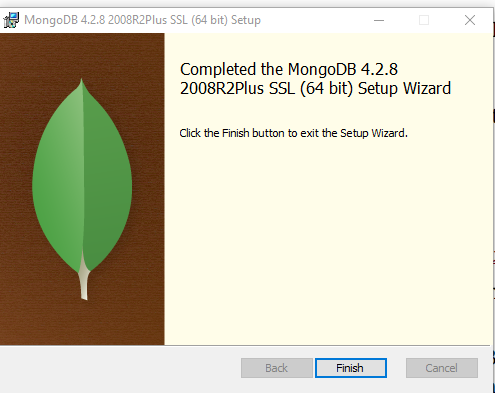 MongoDB 4.2.8 2008R2Plus SSL (64 bit) Setup
Completed the MongoDB 4.2.8
2008R2Plus SSL (64 bit) Setup Wizard
Click the Finish button to exit the Setup Wizard.
Back Finish Cancel